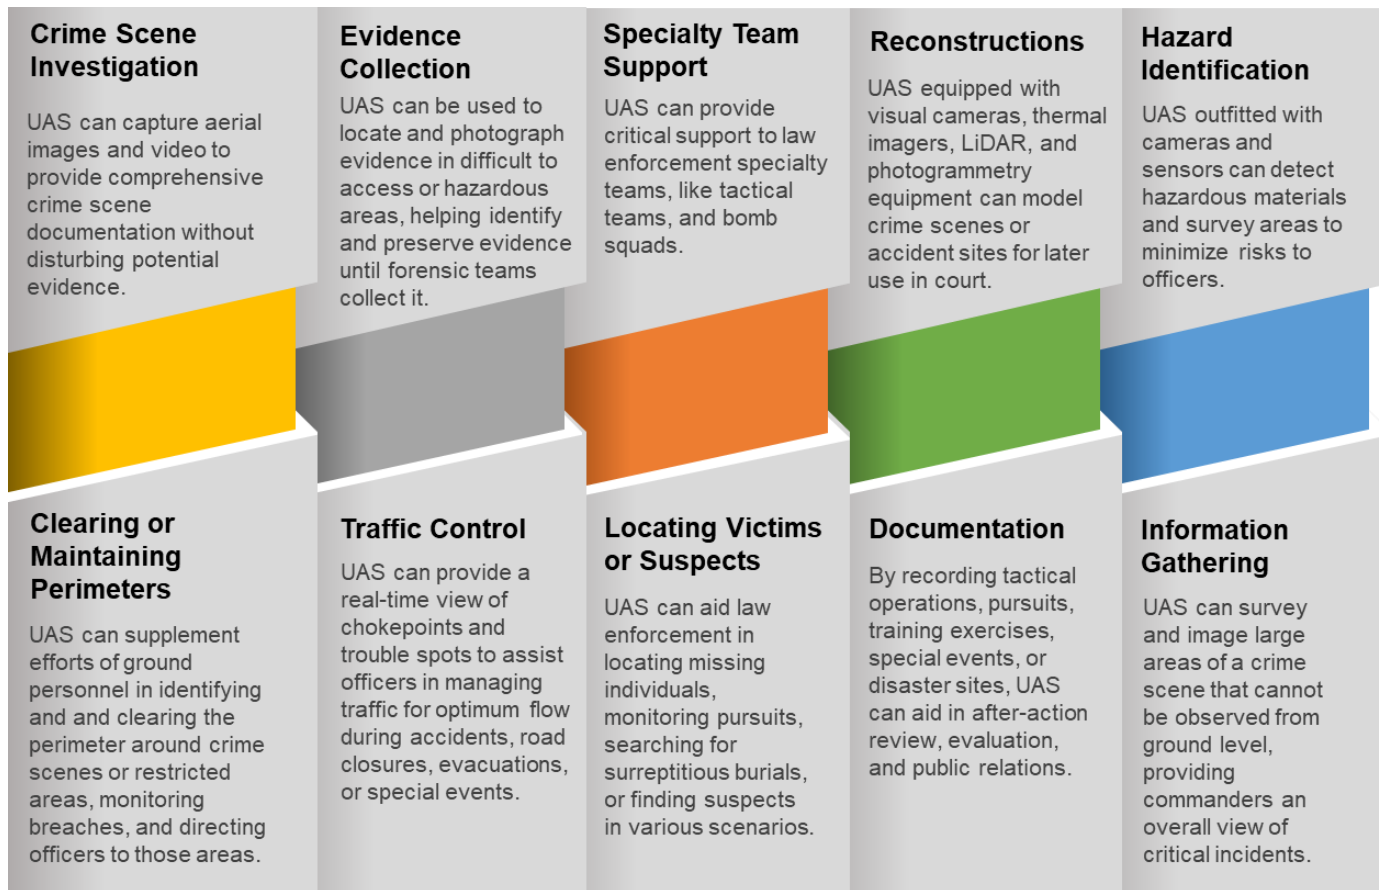 Crime Scene
Investigation
UAS can capture aerial
images and video to
provide comprehensive
crime scene
documentation without
disturbing potential
evidence.
Evidence
Collection
UAS can be used to
locate and photograph
evidence in difficult to
access or hazardous
areas, helping identify
and preserve evidence
until forensic teams
collect it.
Specialty Team
Support
UAS can provide
critical support to law
enforcement specialty
teams, like tactical
teams, and bomb
squads.
Reconstructions
UAS equipped with
visual cameras, thermal
imagers, LiDAR, and
photogrammetry
equipment can model
crime scenes or
accident sites for later
use in court.
Hazard
Identification
UAS outfitted with
cameras and
sensors can detect
hazardous materials
and survey areas to
minimize risks to
officers.
Clearing or
Maintaining
Perimeters
UAS can supplement
efforts of ground
personnel in identifying
and and clearing the
perimeter around crime
scenes or restricted
areas, monitoring
breaches, and directing
officers to those areas.
Traffic Control
UAS can provide a
real-time view of
chokepoints and
trouble spots to assist
officers in managing
traffic for optimum flow
during accidents, road
closures, evacuations,
or special events.
Locating Victims
or Suspects
UAS can aid law
enforcement in
locating missing
individuals,
monitoring pursuits,
searching for
surreptitious burials,
or finding suspects
in various scenarios.
Documentation
By recording tactical
operations, pursuits,
training exercises,
special events, or
disaster sites, UAS
can aid in after-action
review, evaluation,
and public relations.
Information
Gathering
UAS can survey
and image large
areas of a crime
scene that cannot
be observed from
ground level,
providing
commanders an
overall view of
critical incidents.